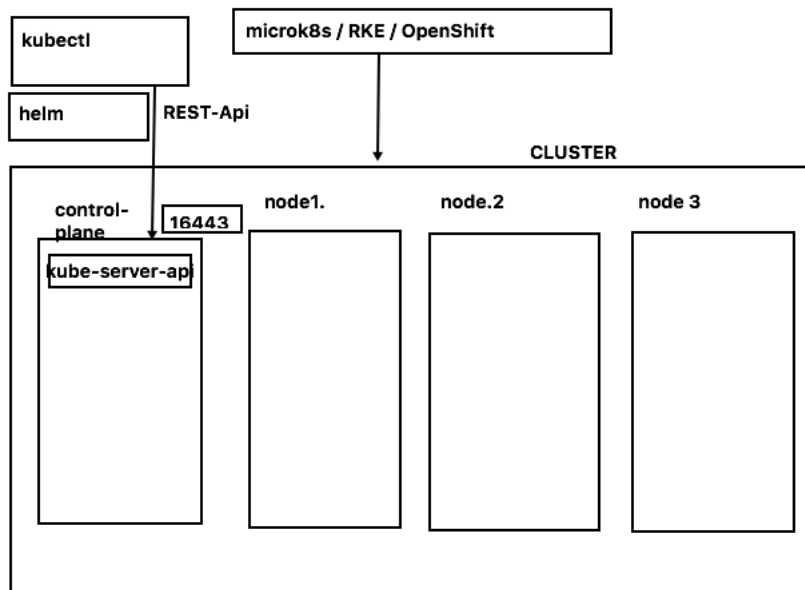 kubectl
microk8s / RKE / OpenShift
helm
REST-Api
CLUSTER
control-
plane
16443
node1.
node.2
node 3
kube-server-api